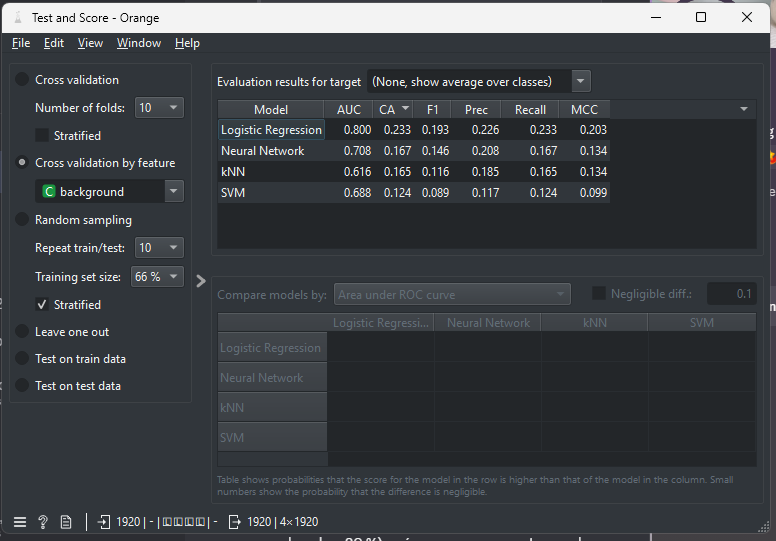 Test and Score - Orange
File Edit View Window Help
Cross validation
Number of folds: 10
Stratified
Cross validation by feature
C background
Random sampling
Repeat train/test: 10
Training set size: 66 %
Stratified
Leave one out
Test on train data
Test on test data
Evaluation results for target (None, show average over classes)
Model AUC CA F1 Prec Recall MCC
Logistic Regression 0.800 0.233 0.193 0.226 0.233 0.203
Neural Network 0.708 0.167 0.146 0.208 0.167 0.134
kNN 0.616 0.165 0.116 0.185 0.165 0.134
SVM 0.688 0.124 0.089 0.117 0.124 0.099
Compare models by: Area under ROC curve Negligible diff.: 0.1
Logistic Regressi... Neural Network kNN SVM
Logistic Regression
Neural Network
kNN
SVM
Table shows probabilities that the score for the model in the row is higher than that of the model in the column. Small
numbers show the probability that the difference is negligible.
1920 | - | - 1920 | 4×1920